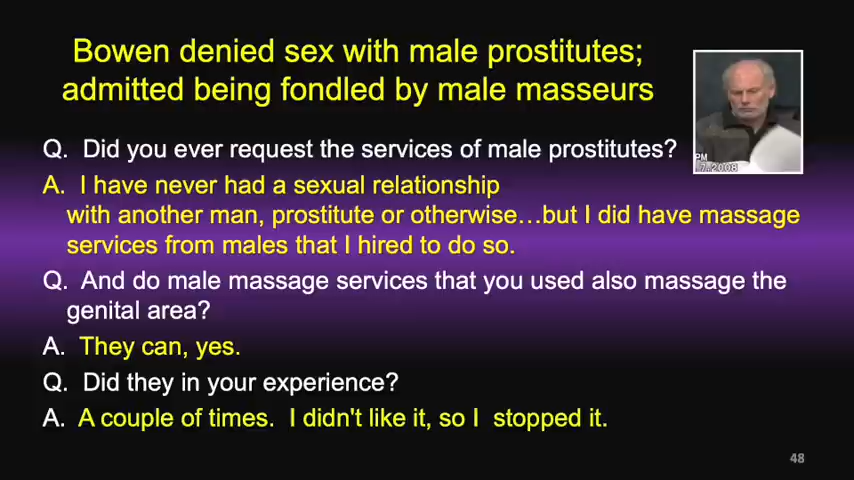 Bowen denied sex with male prostitutes;
admitted being fondled by male masseurs
Q. Did you ever request the services of male prostitutes?
A. I have never had a sexual relationship
with another man, prostitute or otherwise…but I did have massage
services from males that I hired to do so.
Q. And do male massage services that you used also massage the
genital area?
A. They can, yes.
Q. Did they in your experience?
A. A couple of times. I didn't like it, so I stopped it.
PM
48